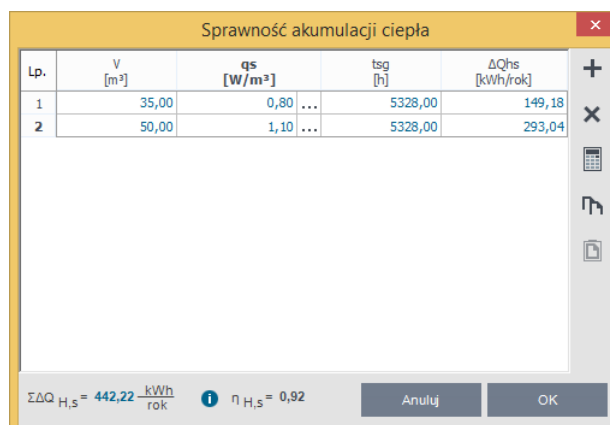 Sprawność akumulacji ciepła
Lp. V [m³] qs [W/m³] tsg [h] ΔQhs [kWh/rok]
1 35,00 0,80 ... 5328,00 149,18
2 50,00 1,10 ... 5328,00 293,04
ΣΔQ H,s = 442,22 kWh/rok η H,s = 0,92 Anuluj OK